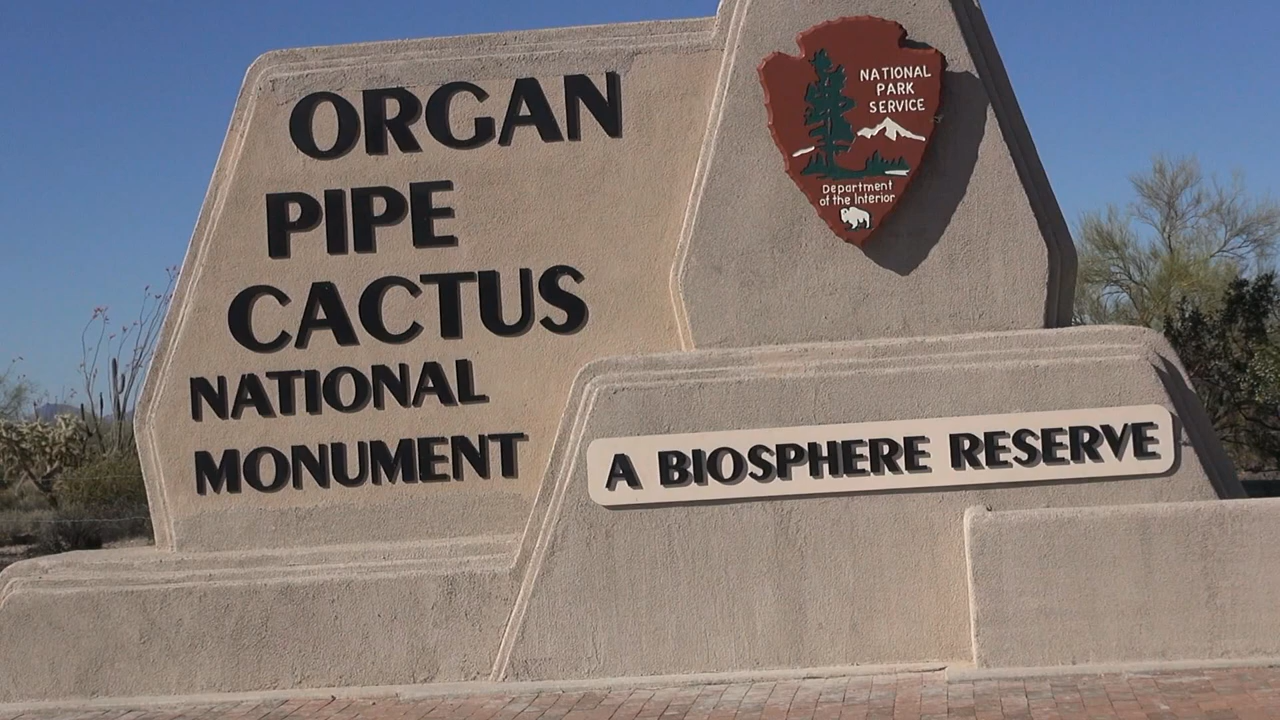 ORGAN
PIPE
CACTUS
NATIONAL
MONUMENT
NATIONAL
PARK
SERVICE
Department
of the Interior
A BIOSPHERE RESERVE